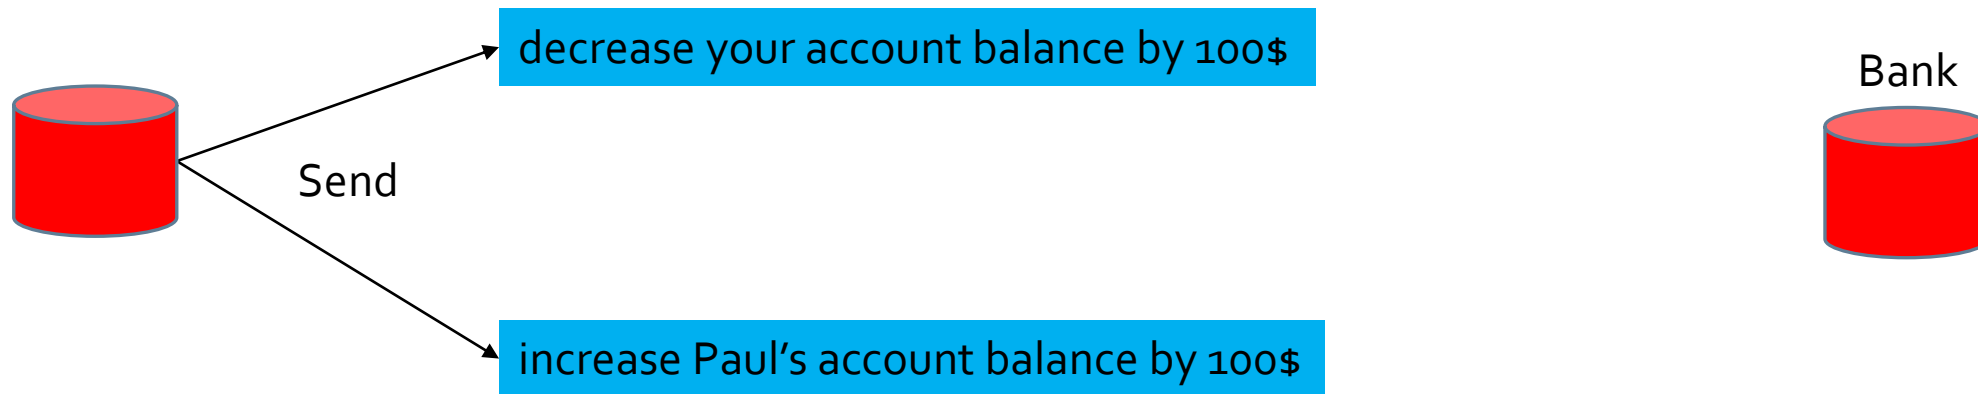 decrease your account balance by 100$
Bank
Send
increase Paul’s account balance by 100$